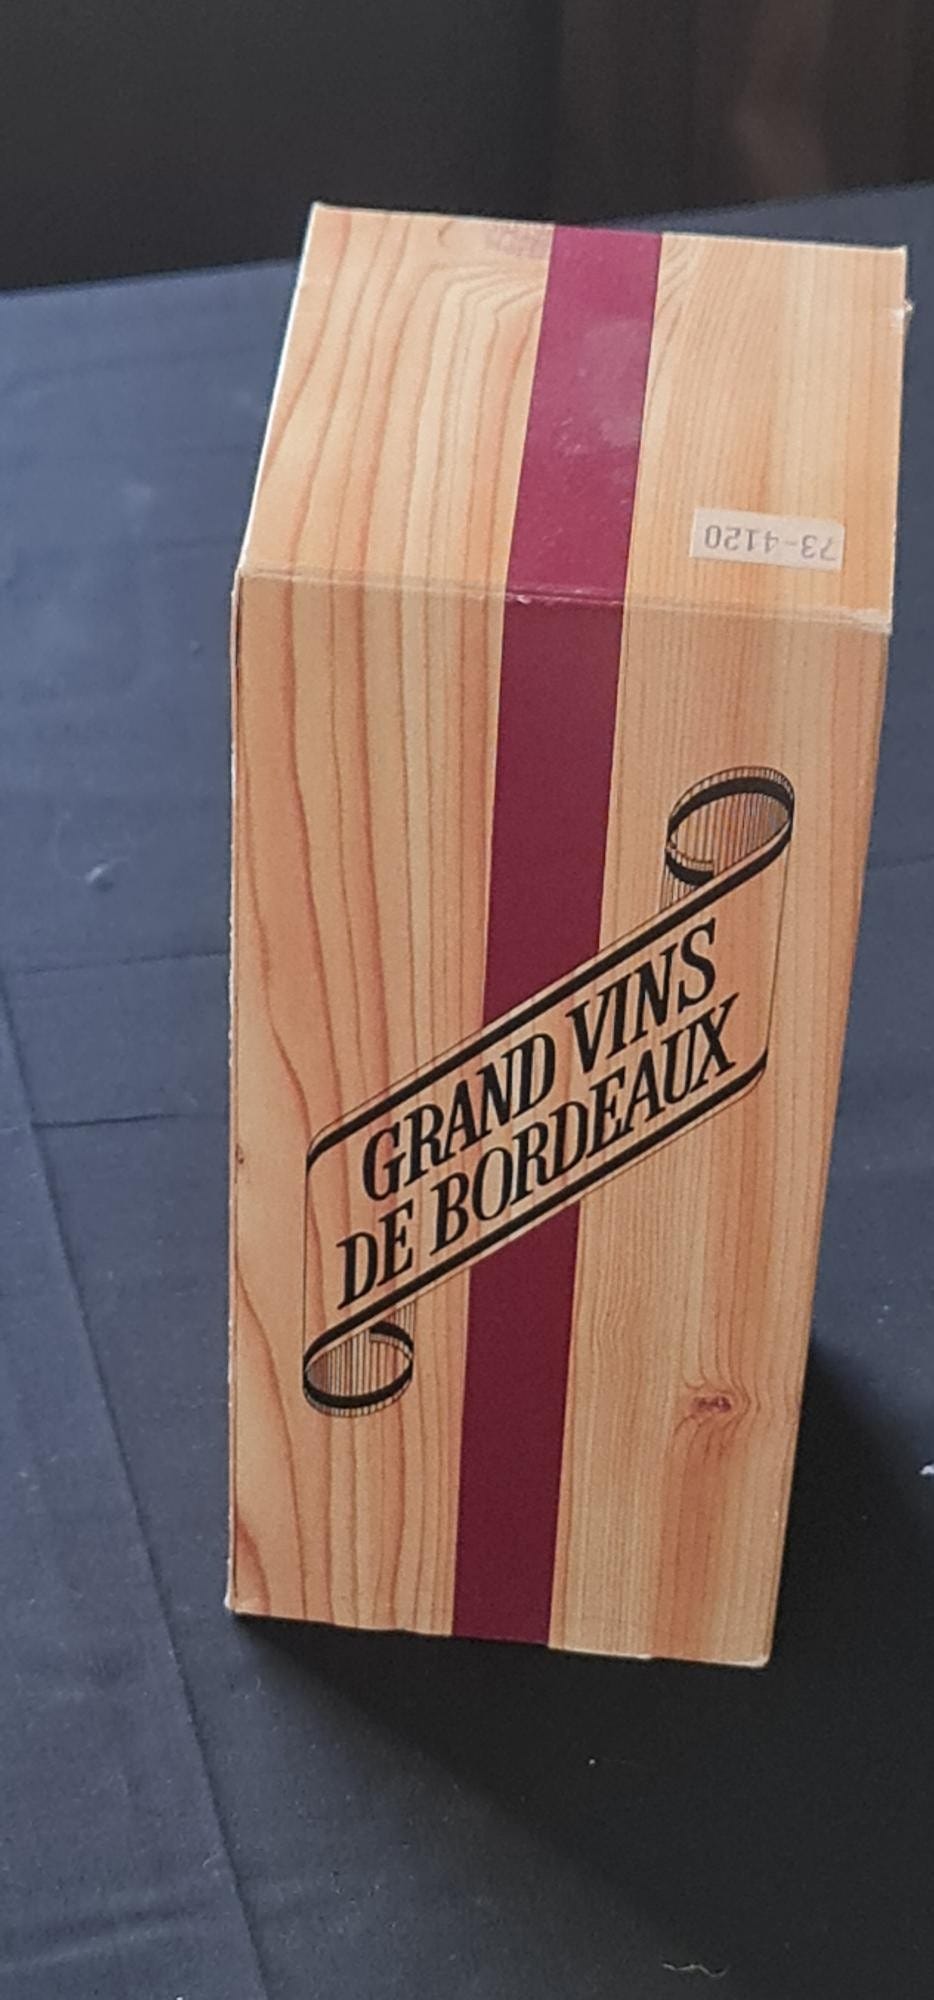 73-4120
GRAND VINS
DE BORDEAUX